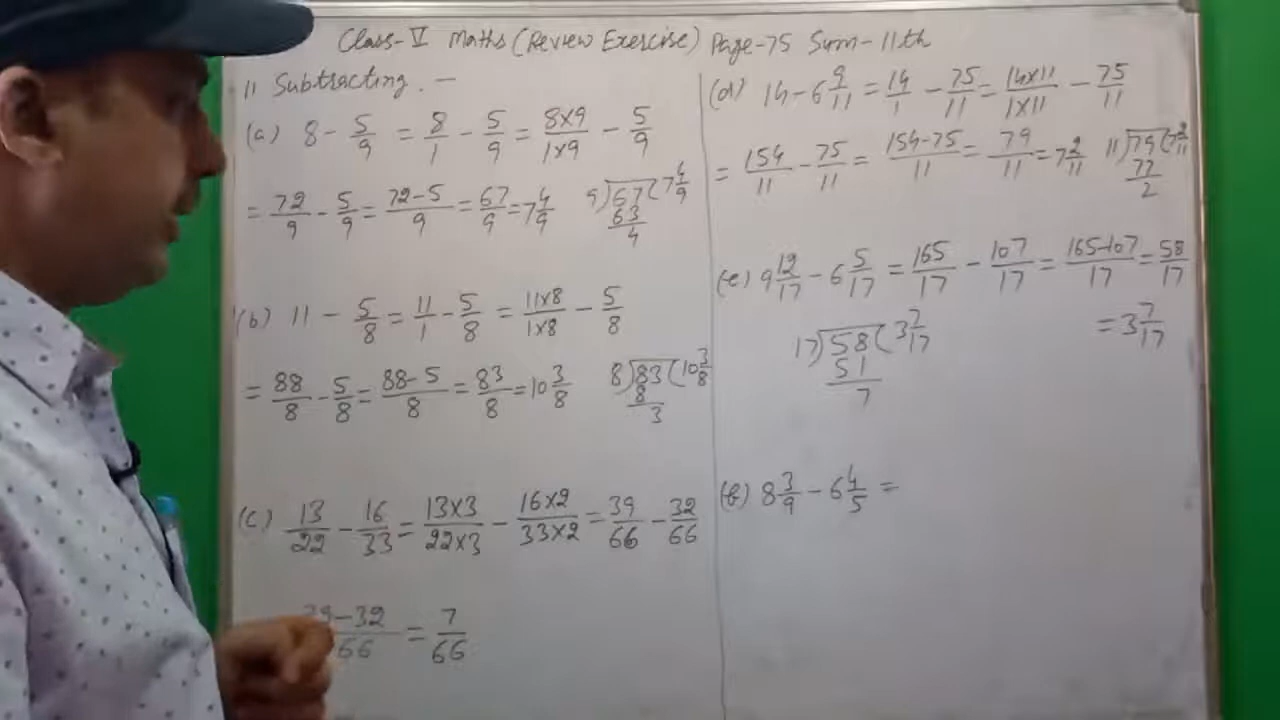 Class-V Maths (Review Exercise) Page-75 Sum-11th
11 Subtracting. —
(a) 8 - 5/9 = 8/1 - 5/9 = 8×9/1×9 - 5/9
= 72/9 - 5/9 = 72-5/9 = 67/9 = 7 4/9 9)67(7 4/9
63
4
(b) 11 - 5/8 = 11/1 - 5/8 = 11×8/1×8 - 5/8
= 88/8 - 5/8 = 88-5/8 = 83/8 = 10 3/8 8)83(10 3/8
8
3
(c) 13/22 - 16/33 = 13×3/22×3 - 16×2/33×2 = 39/66 - 32/66
39-32/66 = 7/66
(d) 14 - 6 9/11 = 14/1 - 75/11 = 14×11/1×11 - 75/11
= 154/11 - 75/11 = 154-75/11 = 79/11 = 7 2/11 11)79(7 2/11
77
2
(e) 9 12/17 - 6 5/17 = 165/17 - 107/17 = 165-107/17 = 58/17
17)58(3 7/17 = 3 7/17
51
7
(f) 8 3/9 - 6 4/5 =